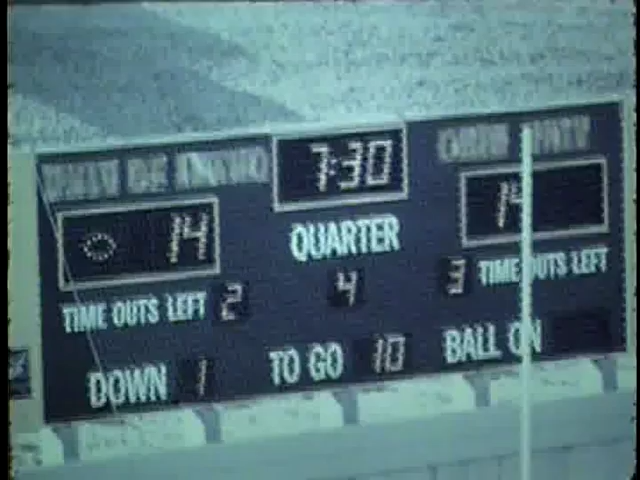 7:30
14
QUARTER
14
TIME OUTS LEFT 2
4
3 TIME OUTS LEFT
DOWN 1
TO GO 10
BALL ON